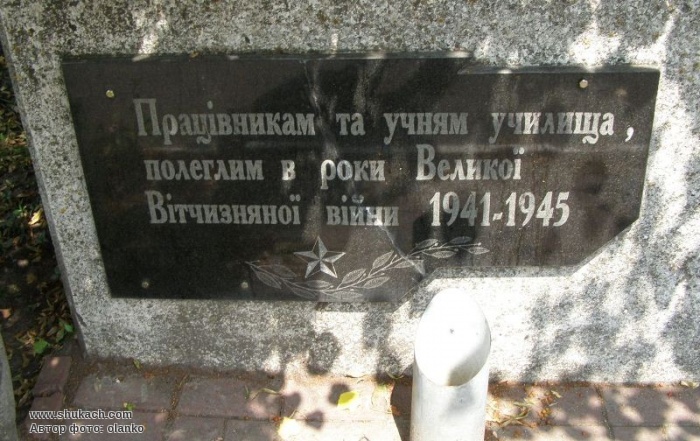 Працівникам та учням училища,
полеглим в роки Великої
Вітчизняної війни 1941-1945
www.shukach.com
Автор фото: olanko